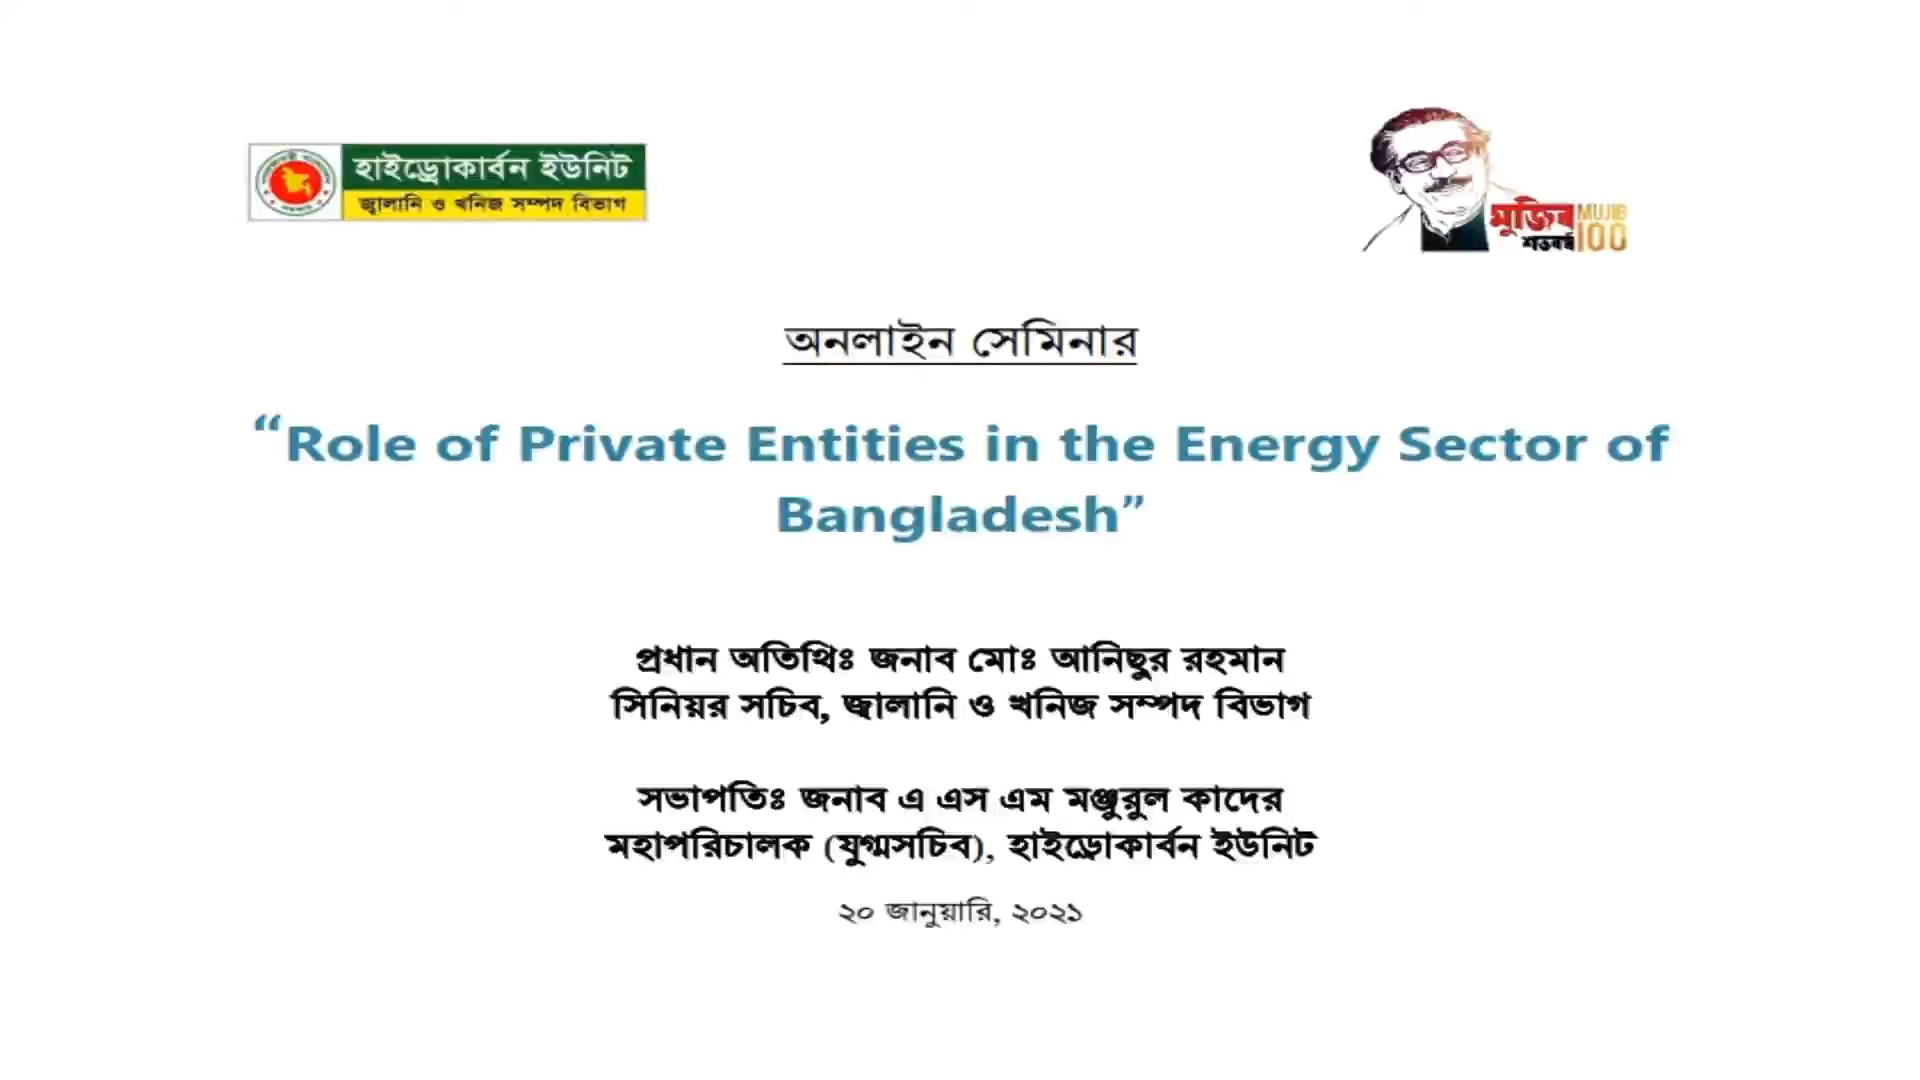 হাইড্রোকার্বন ইউনিট
জ্বালানি ও খনিজ সম্পদ বিভাগ
মুজিব MUJIB
শতবর্ষ 100
অনলাইন সেমিনার
“Role of Private Entities in the Energy Sector of
Bangladesh”
প্রধান অতিথিঃ জনাব মোঃ আনিছুর রহমান
সিনিয়র সচিব, জ্বালানি ও খনিজ সম্পদ বিভাগ
সভাপতিঃ জনাব এ এস এম মঞ্জুরুল কাদের
মহাপরিচালক (যুগ্মসচিব), হাইড্রোকার্বন ইউনিট
২০ জানুয়ারি, ২০২১